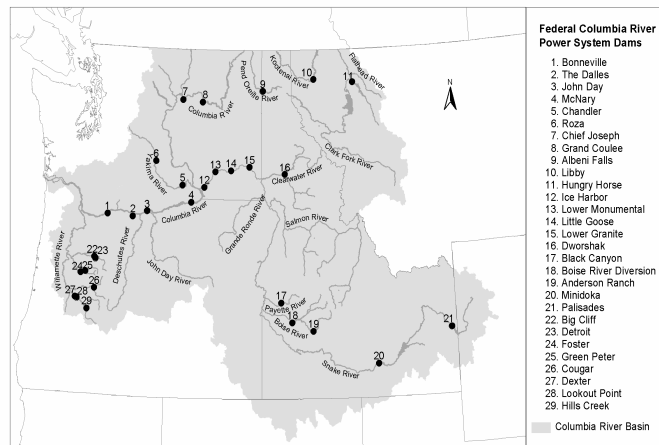 Federal Columbia River
Power System Dams
1. Bonneville
2. The Dalles
3. John Day
4. McNary
5. Chandler
6. Roza
7. Chief Joseph
8. Grand Coulee
9. Albeni Falls
10. Libby
11. Hungry Horse
12. Ice Harbor
13. Lower Monumental
14. Little Goose
15. Lower Granite
16. Dworshak
17. Black Canyon
18. Boise River Diversion
19. Anderson Ranch
20. Minidoka
21. Palisades
22. Big Cliff
23. Detroit
24. Foster
25. Green Peter
26. Cougar
27. Dexter
28. Lookout Point
29. Hills Creek
Columbia River Basin
N
Flathead River
Kootenai River
Pend Oreille River
10
11
9
7
8
Columbia River
Clark Fork River
Yakima River
6
5
12
13
14
15
16
Clearwater River
4
Columbia River
1
2
3
Grande Ronde River
Salmon River
Willamette River
Deschutes River
John Day River
22
23
24
25
26
27
28
29
17
Payette River
18
Boise River
19
Snake River
20
21